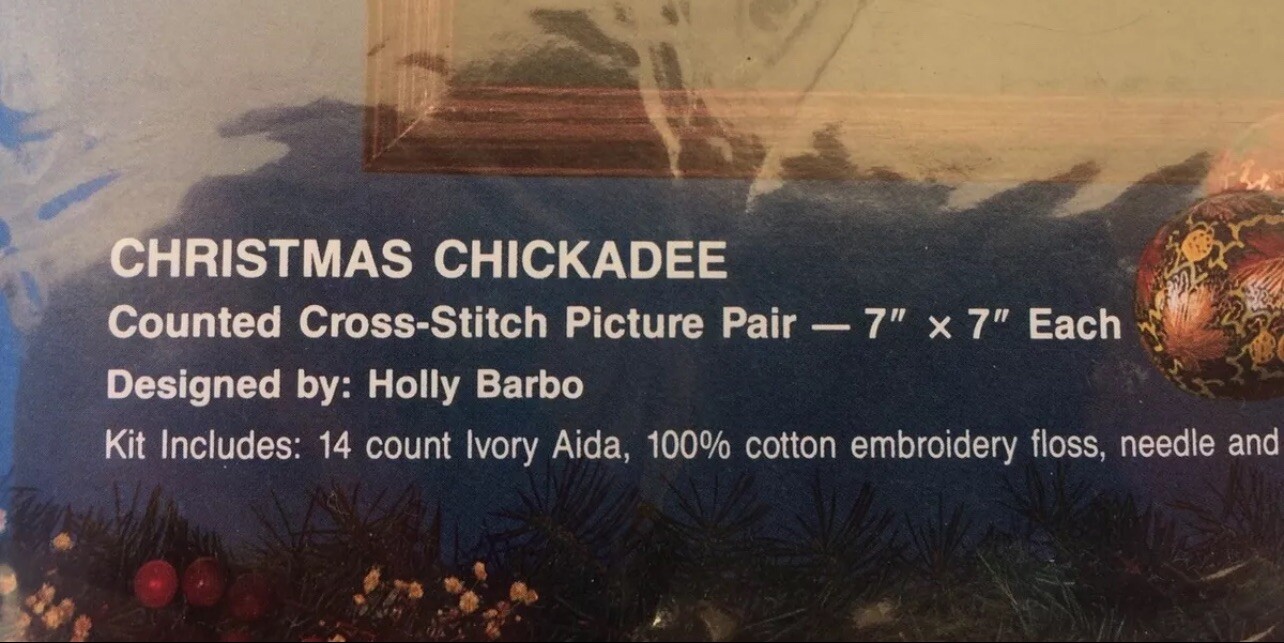 CHRISTMAS CHICKADEE
Counted Cross-Stitch Picture Pair — 7″ × 7″ Each
Designed by: Holly Barbo
Kit Includes: 14 count Ivory Aida, 100% cotton embroidery floss, needle and